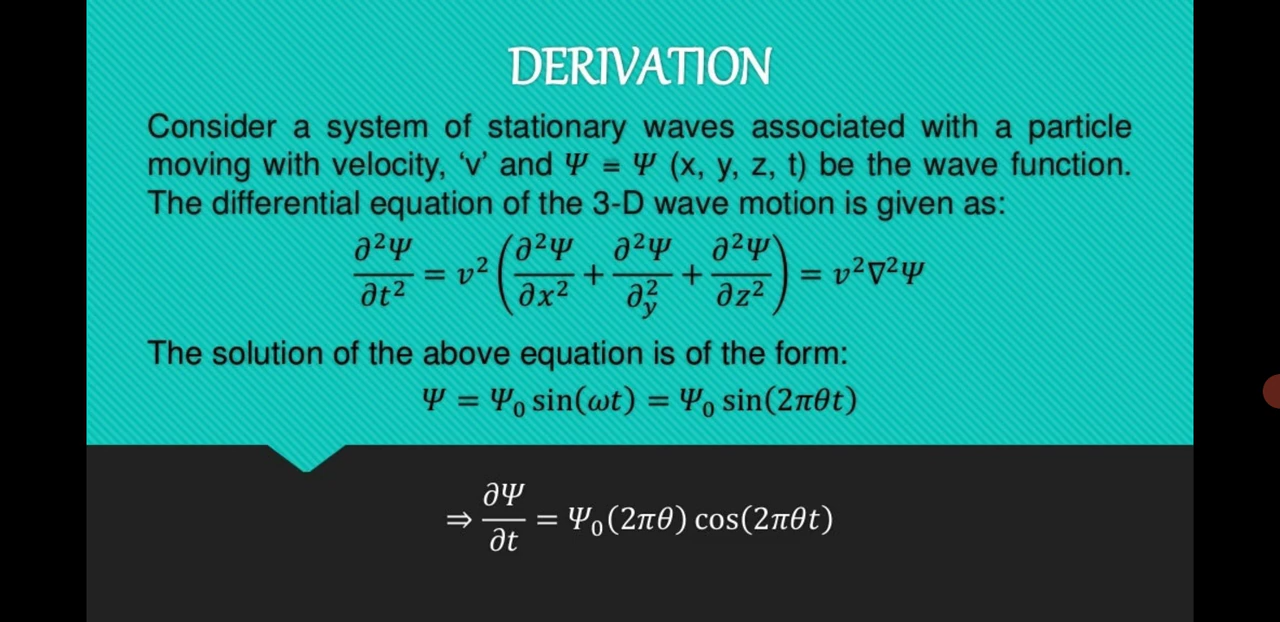 DERIVATION
Consider a system of stationary waves associated with a particle
moving with velocity, ‘v’ and Ψ = Ψ (x, y, z, t) be the wave function.
The differential equation of the 3-D wave motion is given as:
∂²Ψ/∂t² = v²(∂²Ψ/∂x² + ∂²Ψ/∂²y + ∂²Ψ/∂z²) = v²∇²Ψ
The solution of the above equation is of the form:
Ψ = Ψ₀ sin(ωt) = Ψ₀ sin(2πθt)
⇒ ∂Ψ/∂t = Ψ₀(2πθ) cos(2πθt)